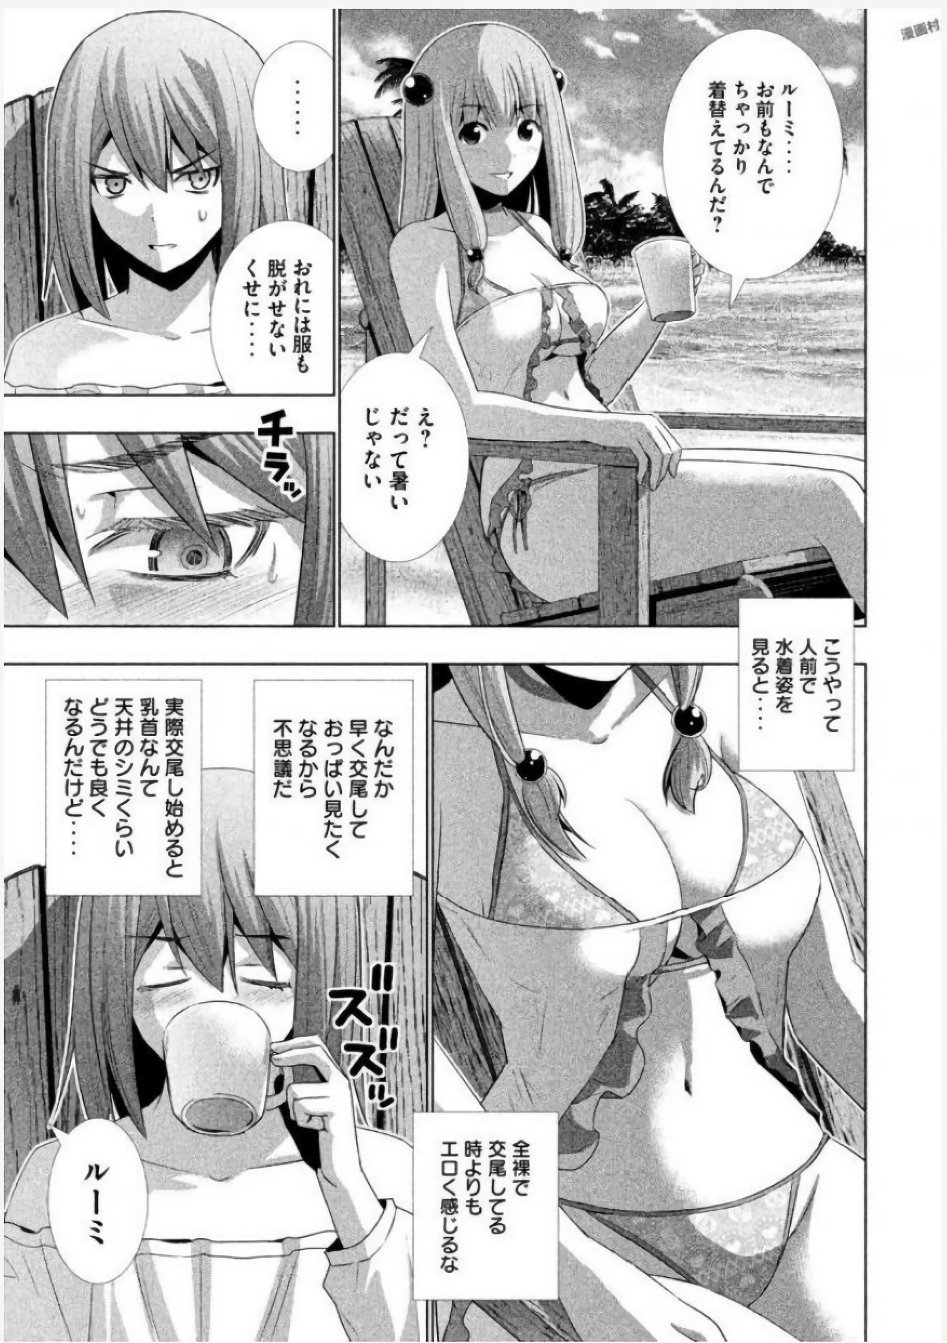 漫画村
ルーミ‥‥
お前もなんで
ちゃっかり
着替えてるんだ?
え?
だって暑い
じゃない
‥‥‥
おれには服も
脱がせない
くせに‥‥
チラッ
こうやって
人前で
水着姿を
見ると‥‥
全裸で
交尾してる
時よりも
エロく感じるな
なんだか
早く交尾して
おっぱい見たく
なるから
不思議だ
実際交尾し始めると
乳首なんて
天井のシミくらい
どうでも良く
なるんだけど‥‥
ズズズッ
ルーミ